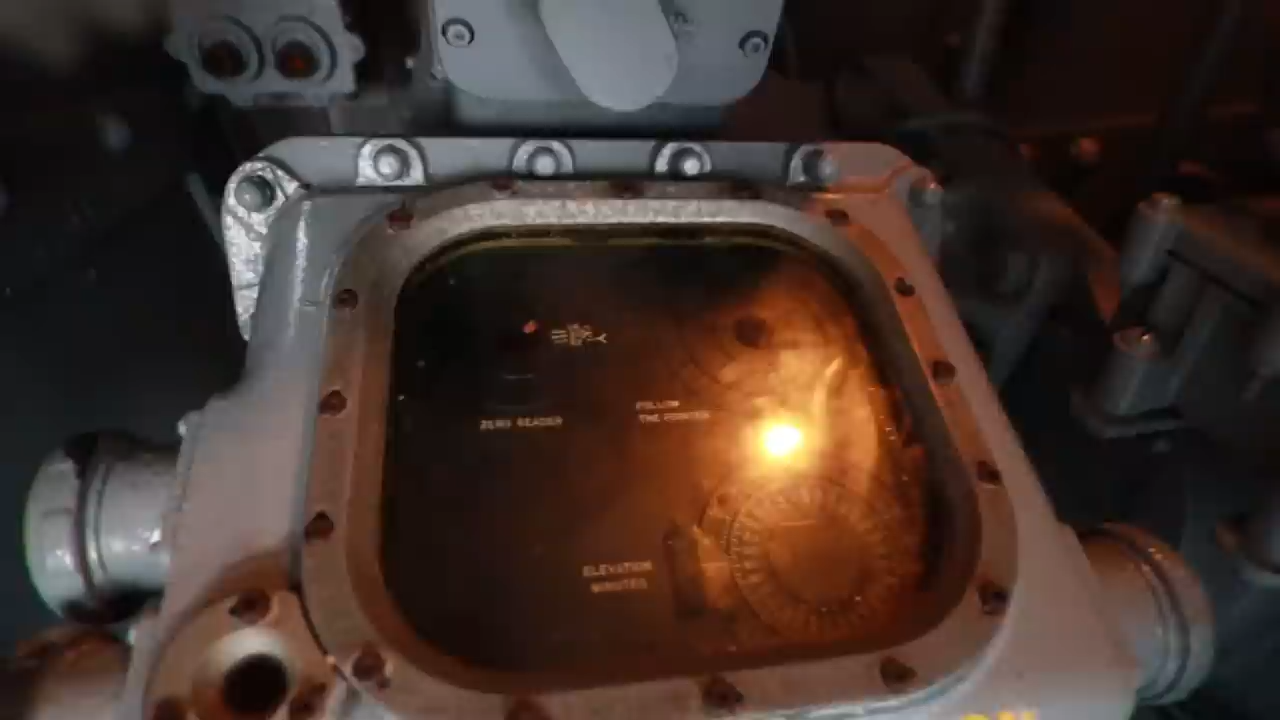 ZERO READER
FOLLOW
THE POINTER
ELEVATION
MINUTES